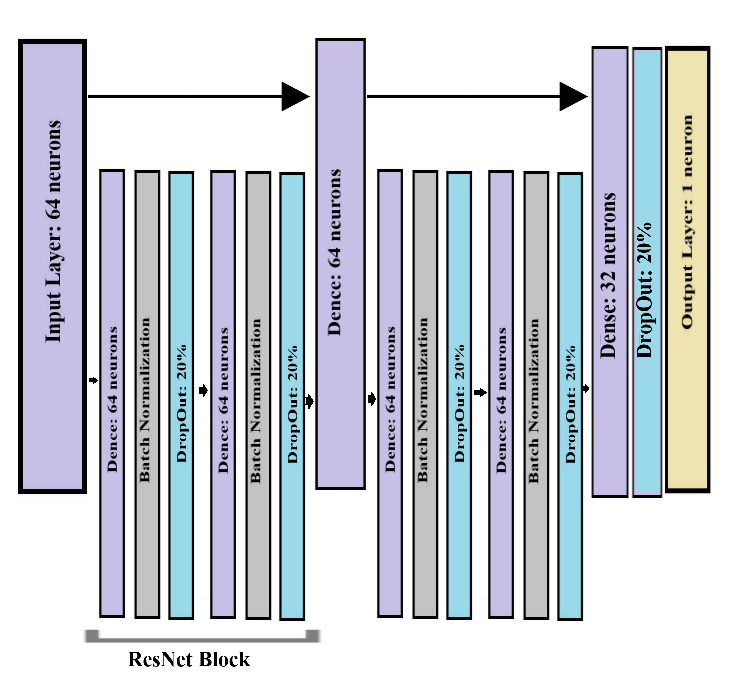 Input Layer: 64 neurons
Dence: 64 neurons
Batch Normalization
DropOut: 20%
Dence: 64 neurons
Batch Normalization
DropOut: 20%
Dence: 64 neurons
Dence: 64 neurons
Batch Normalization
DropOut: 20%
Dence: 64 neurons
Batch Normalization
DropOut: 20%
Dense: 32 neurons
DropOut: 20%
Output Layer: 1 neuron
ResNet Block